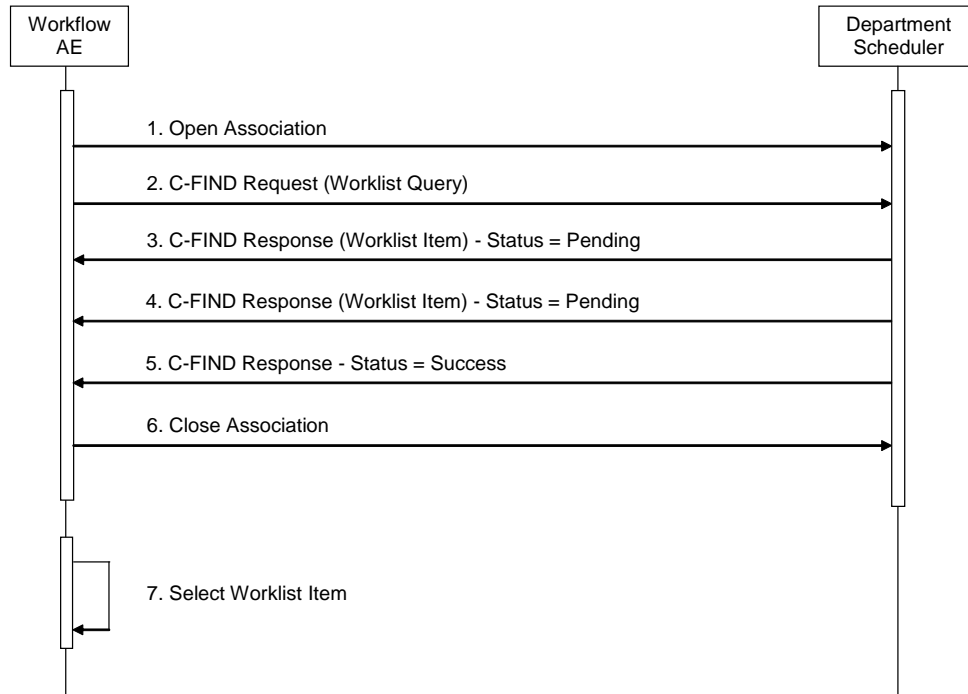 Workflow
AE
Department
Scheduler
1. Open Association
2. C-FIND Request (Worklist Query)
3. C-FIND Response (Worklist Item) - Status = Pending
4. C-FIND Response (Worklist Item) - Status = Pending
5. C-FIND Response - Status = Success
6. Close Association
7. Select Worklist Item